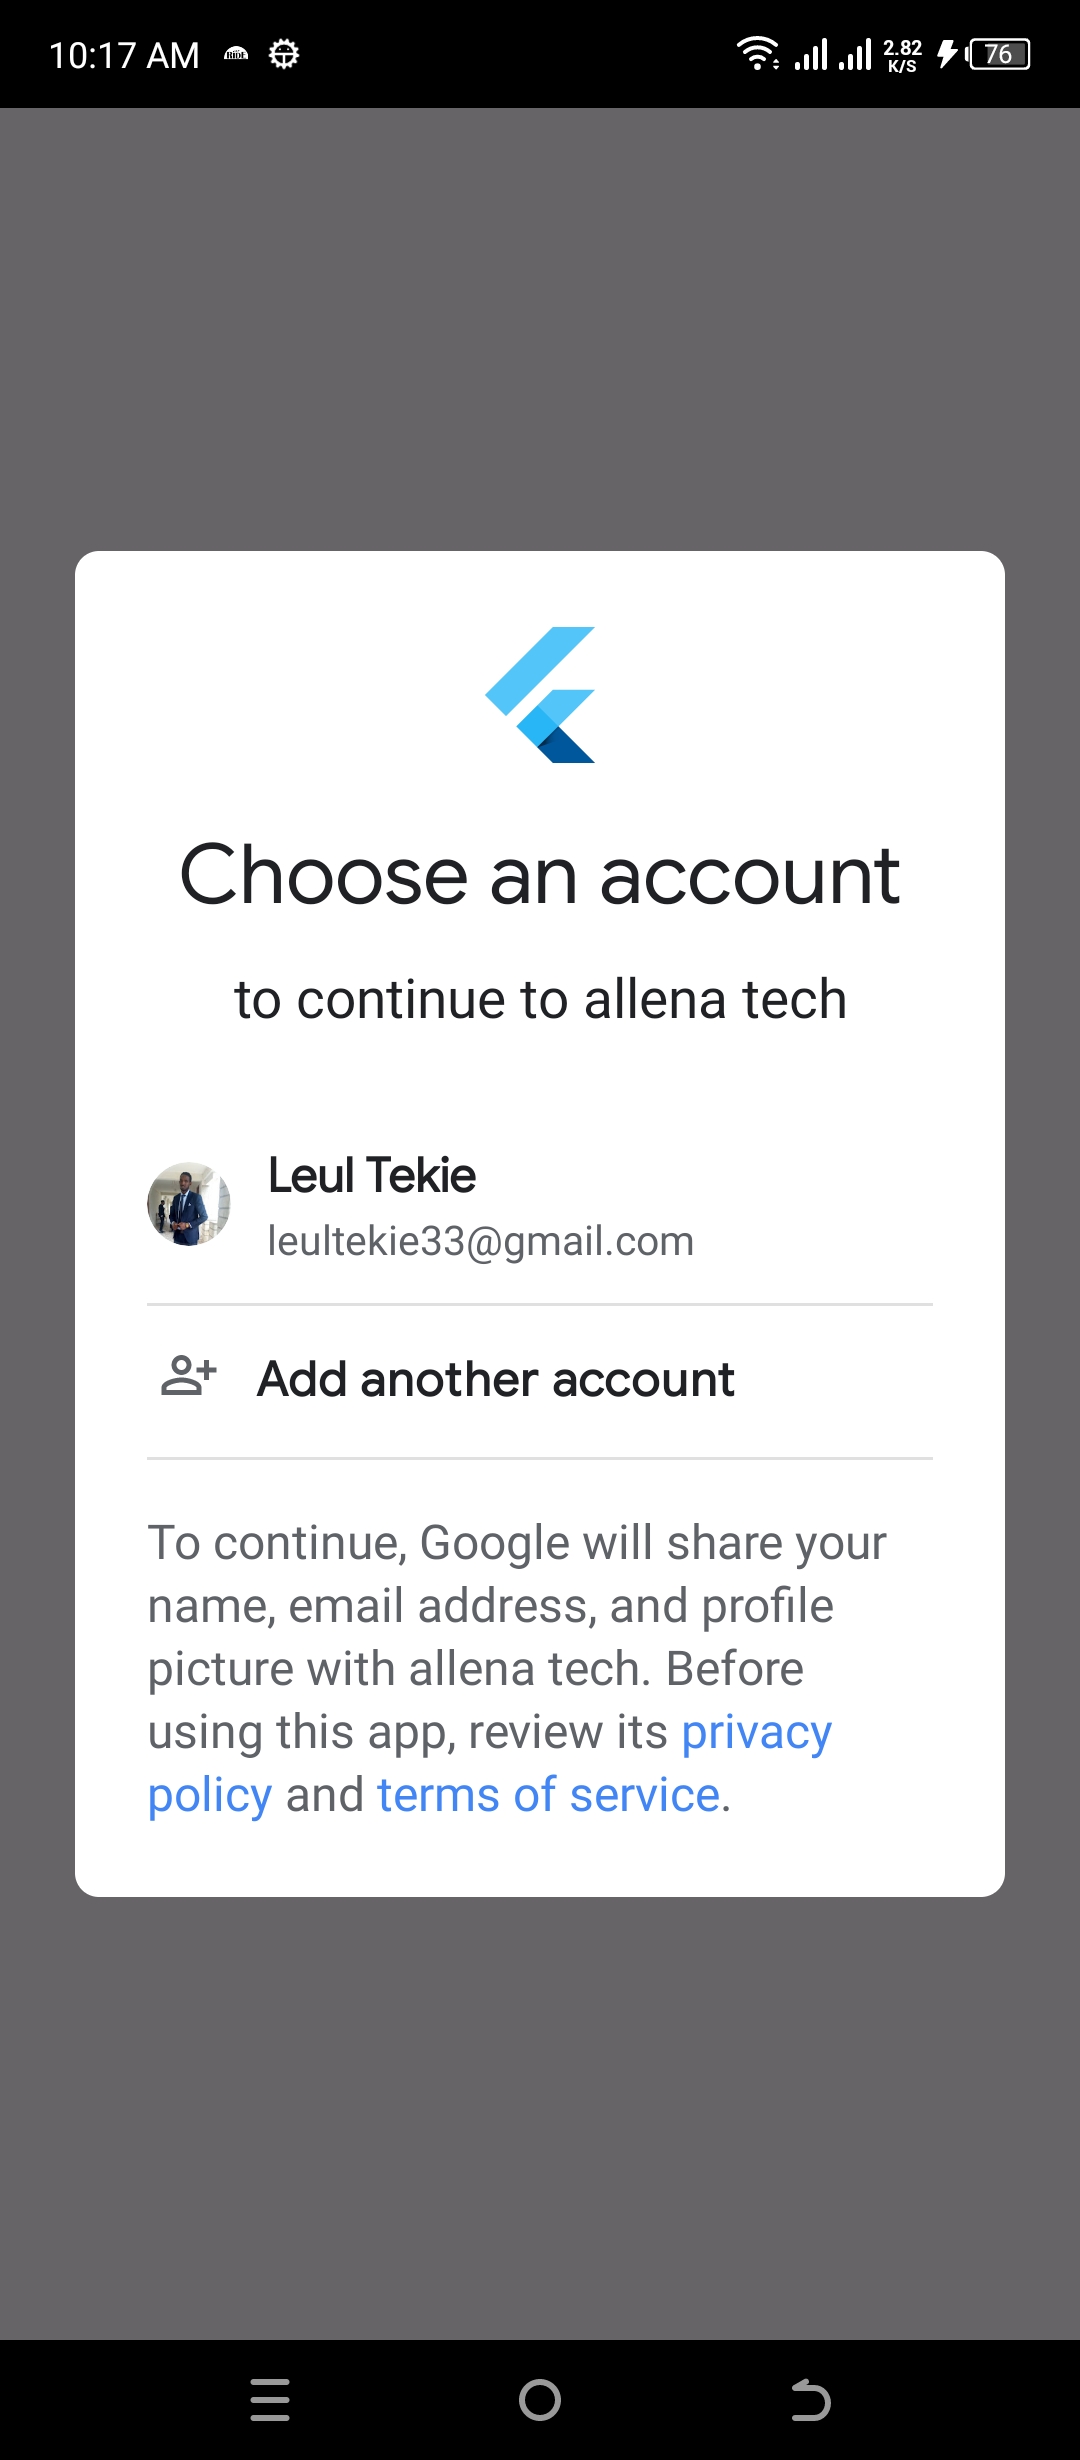 10:17 AM RIDE 2.82 K/S 76
Choose an account
to continue to allena tech
Leul Tekie
leultekie33@gmail.com
Add another account
To continue, Google will share your
name, email address, and profile
picture with allena tech. Before
using this app, review its privacy
policy and terms of service.